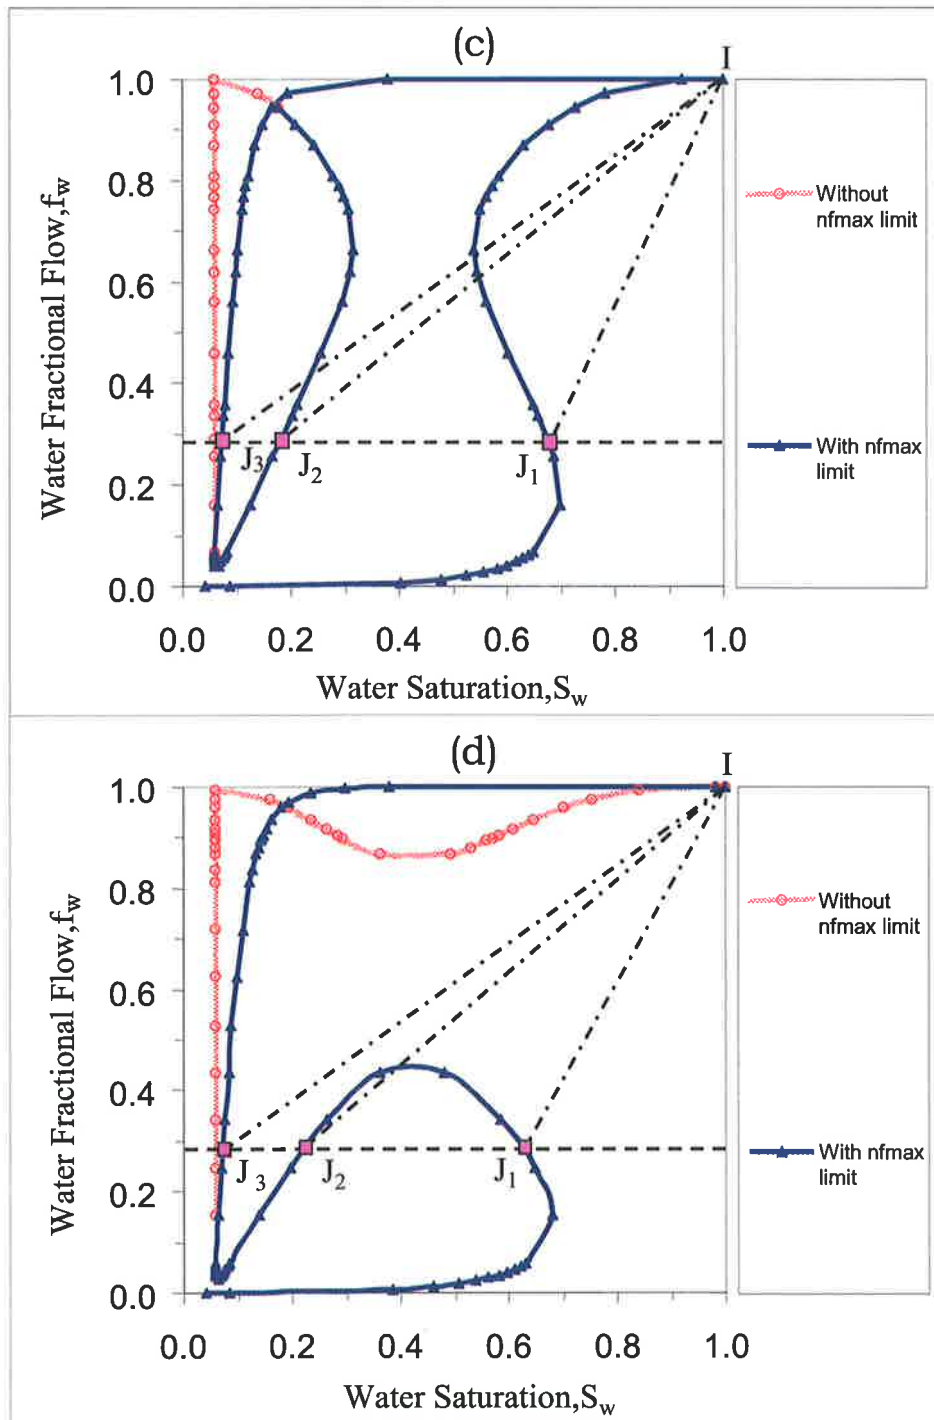 (c)
I
1.0
0.8
0.6
0.4
0.2
0.0
Water Fractional Flow,f_w
J_3
J_2
J_1
0.0 0.2 0.4 0.6 0.8 1.0
Water Saturation,S_w
Without
nfmax limit
With nfmax
limit
(d)
I
1.0
0.8
0.6
0.4
0.2
0.0
Water Fractional Flow,f_w
J_3
J_2
J_1
0.0 0.2 0.4 0.6 0.8 1.0
Water Saturation,S_w
Without
nfmax limit
With nfmax
limit